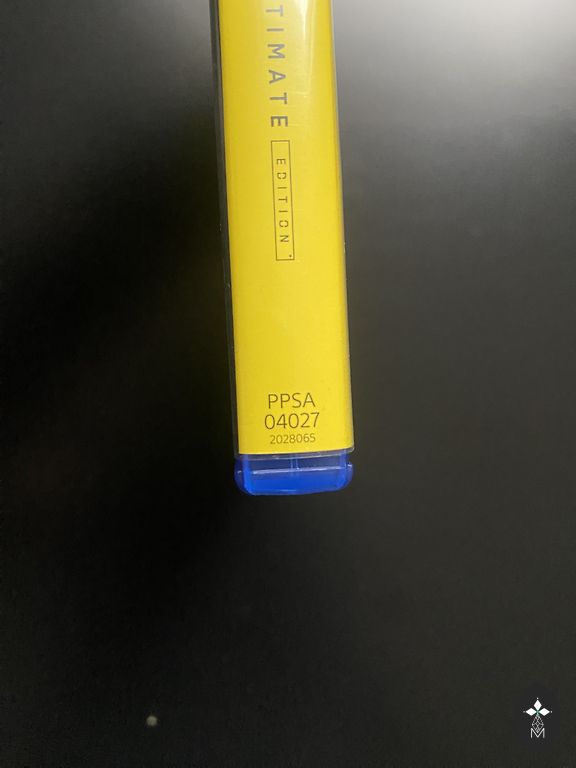 TIMATE
EDITION
PPSA
04027
2028065
M